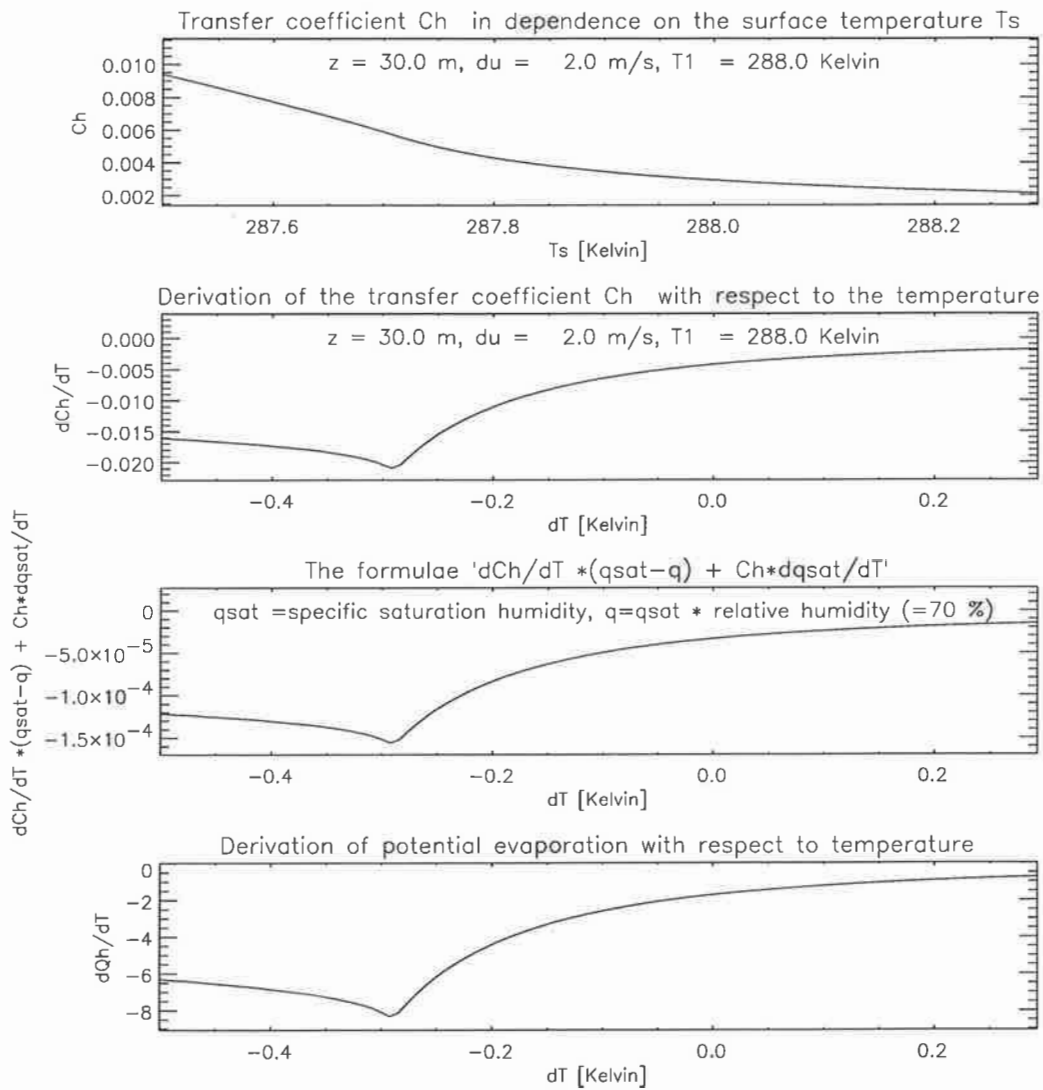 Transfer coefficient Ch in dependence on the surface temperature Ts
z = 30.0 m, du = 2.0 m/s, T1 = 288.0 Kelvin
0.010
0.008
0.006
0.004
0.002
Ch
287.6 287.8 288.0 288.2
Ts [Kelvin]
Derivation of the transfer coefficient Ch with respect to the temperature
z = 30.0 m, du = 2.0 m/s, T1 = 288.0 Kelvin
0.000
-0.005
-0.010
-0.015
-0.020
dCh/dT
-0.4 -0.2 0.0 0.2
dT [Kelvin]
The formulae 'dCh/dT *(qsat-q) + Ch*dqsat/dT'
qsat =specific saturation humidity, q=qsat * relative humidity (=70 %)
0
-5.0×10⁻⁵
-1.0×10⁻⁴
-1.5×10⁻⁴
dCh/dT *(qsat-q) + Ch*dqsat/dT
-0.4 -0.2 0.0 0.2
dT [Kelvin]
Derivation of potential evaporation with respect to temperature
0
-2
-4
-6
-8
dQh/dT
-0.4 -0.2 0.0 0.2
dT [Kelvin]